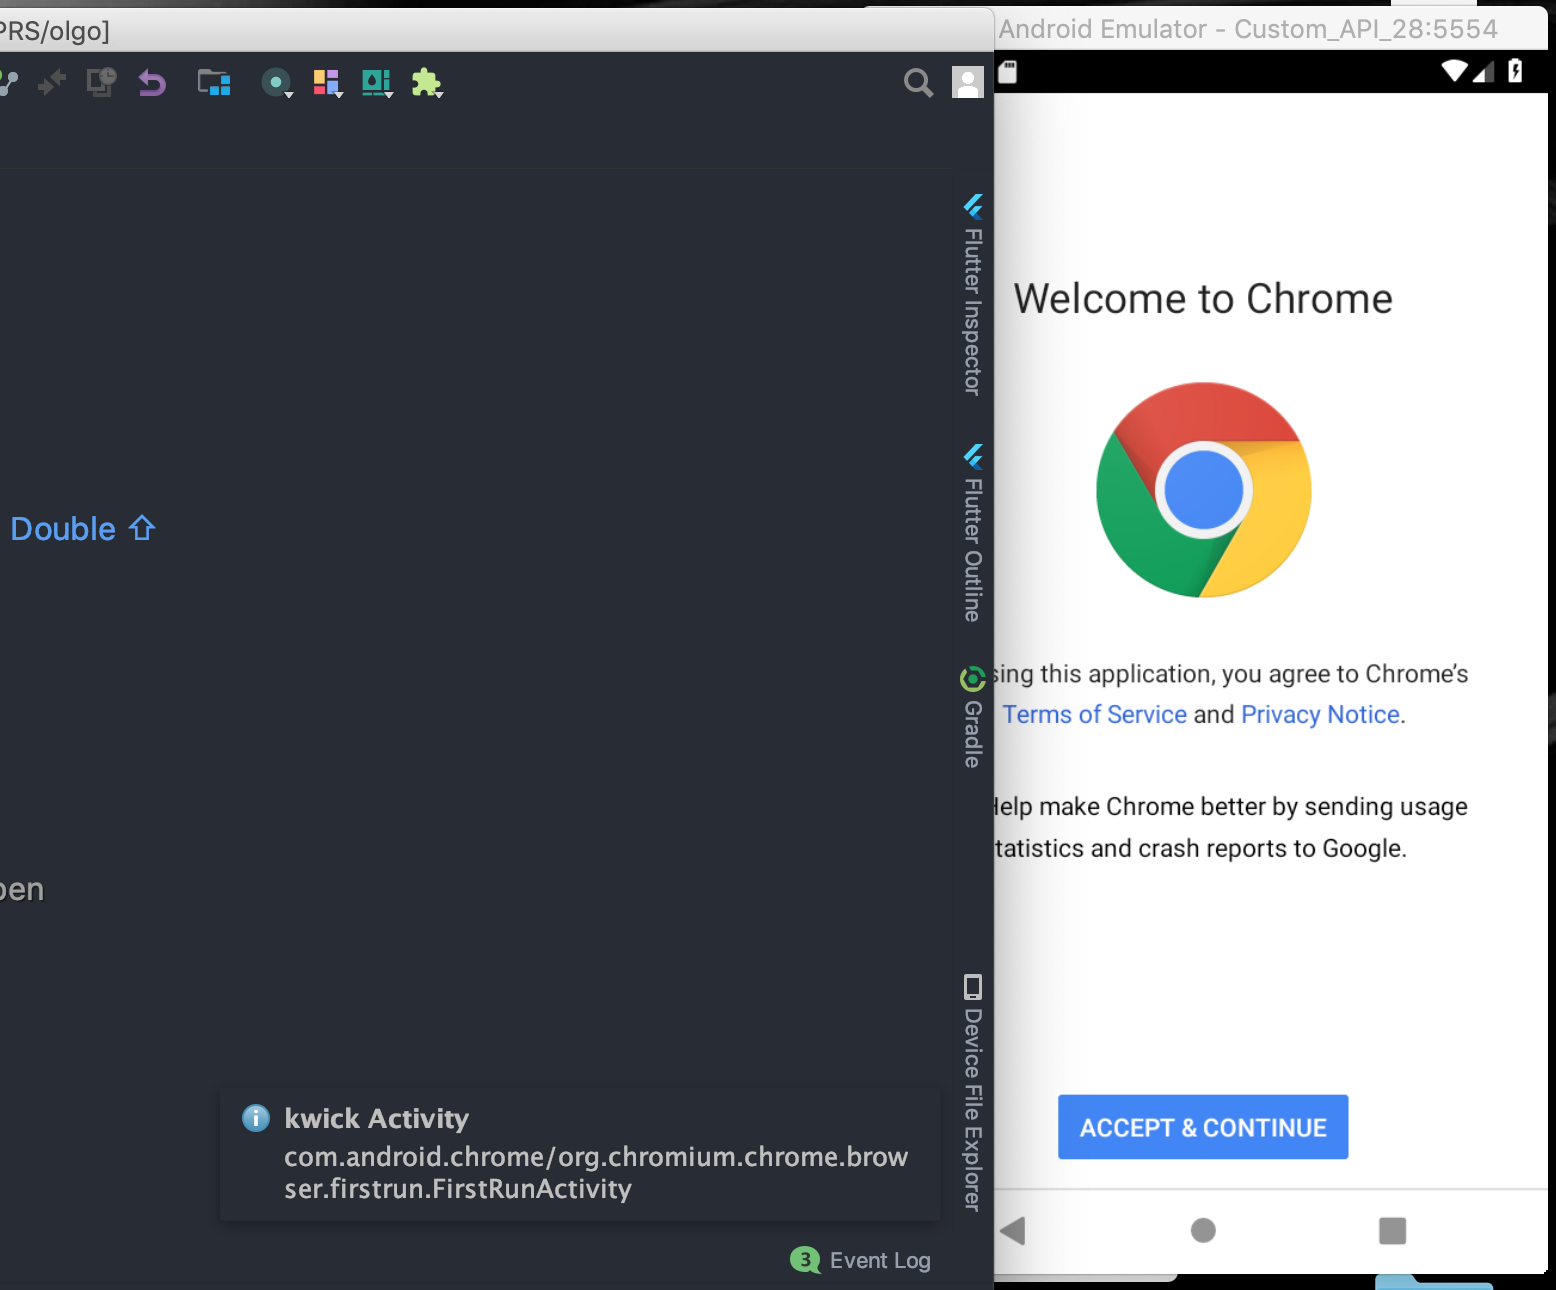 PRS/olgo]
Android Emulator - Custom_API_28:5554
Flutter Inspector
Flutter Outline
Gradle
Device File Explorer
Double ⇧
pen
kwick Activity
com.android.chrome/org.chromium.chrome.brow
ser.firstrun.FirstRunActivity
3 Event Log
Welcome to Chrome
sing this application, you agree to Chrome’s
Terms of Service and Privacy Notice.
Help make Chrome better by sending usage
tatistics and crash reports to Google.
ACCEPT & CONTINUE